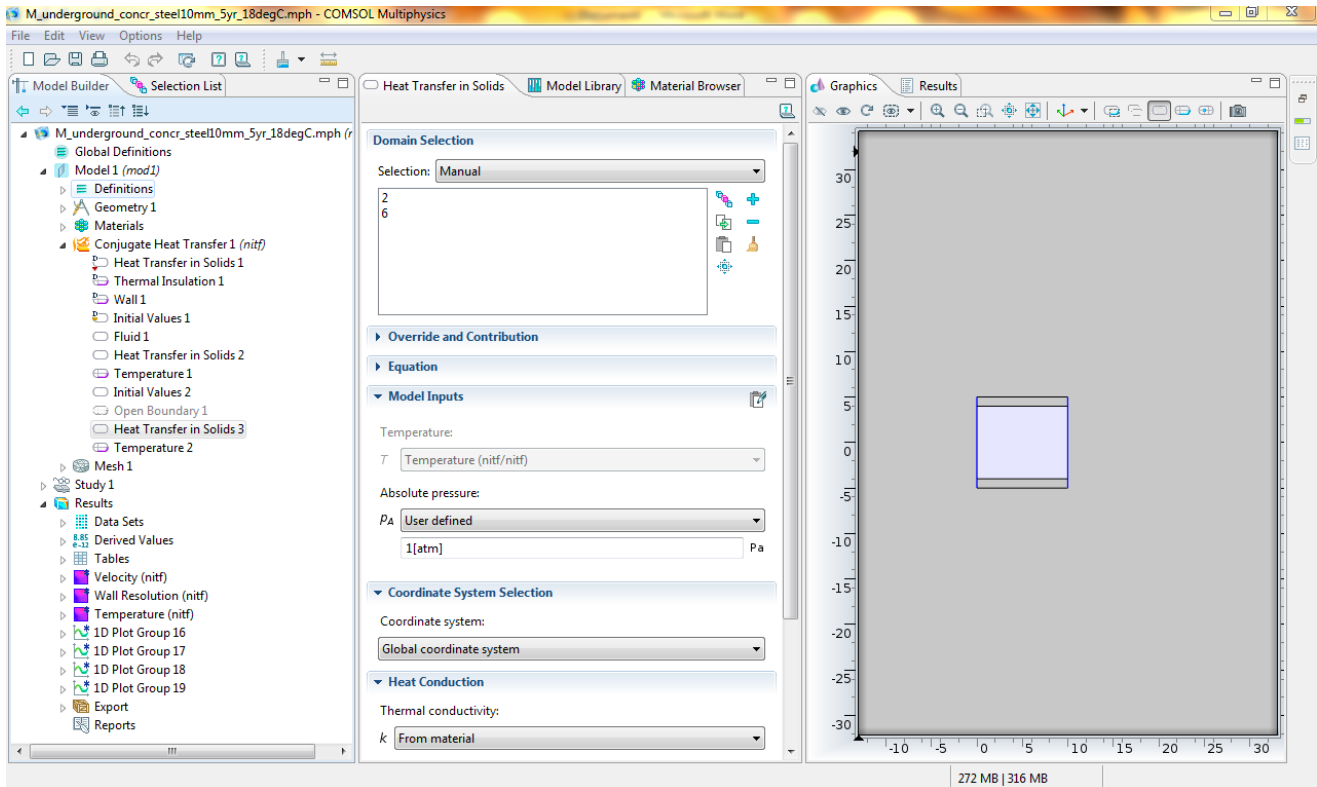 M_underground_concr_steel10mm_5yr_18degC.mph - COMSOL Multiphysics
File Edit View Options Help
Model Builder Selection List
M_underground_concr_steel10mm_5yr_18degC.mph (r
Global Definitions
Model 1 (mod1)
Definitions
Geometry 1
Materials
Conjugate Heat Transfer 1 (nitf)
Heat Transfer in Solids 1
Thermal Insulation 1
Wall 1
Initial Values 1
Fluid 1
Heat Transfer in Solids 2
Temperature 1
Initial Values 2
Open Boundary 1
Heat Transfer in Solids 3
Temperature 2
Mesh 1
Study 1
Results
Data Sets
8.85
e-12
Derived Values
Tables
Velocity (nitf)
Wall Resolution (nitf)
Temperature (nitf)
1D Plot Group 16
1D Plot Group 17
1D Plot Group 18
1D Plot Group 19
Export
Reports
Heat Transfer in Solids Model Library Material Browser
Domain Selection
Selection: Manual
2
6
Override and Contribution
Equation
Model Inputs
Temperature:
T Temperature (nitf/nitf)
Absolute pressure:
pA User defined
1[atm] Pa
Coordinate System Selection
Coordinate system:
Global coordinate system
Heat Conduction
Thermal conductivity:
k From material
Graphics Results
30
25
20
15
10
5
0
-5
-10
-15
-20
-25
-30
-10 -5 0 5 10 15 20 25 30
272 MB | 316 MB